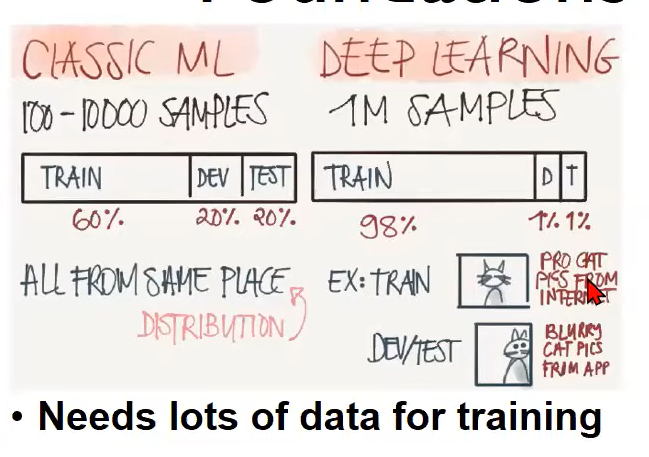 CLASSIC ML
100-10000 SAMPLES
TRAIN DEV TEST
60% 20% 20%
ALL FROM SAME PLACE
DISTRIBUTION
DEEP LEARNING
1M SAMPLES
TRAIN D T
98% 1% 1%
EX: TRAIN
PRO CAT
PICS FROM
INTERNET
DEV/TEST
BLURRY
CAT PICS
FROM APP
• Needs lots of data for training